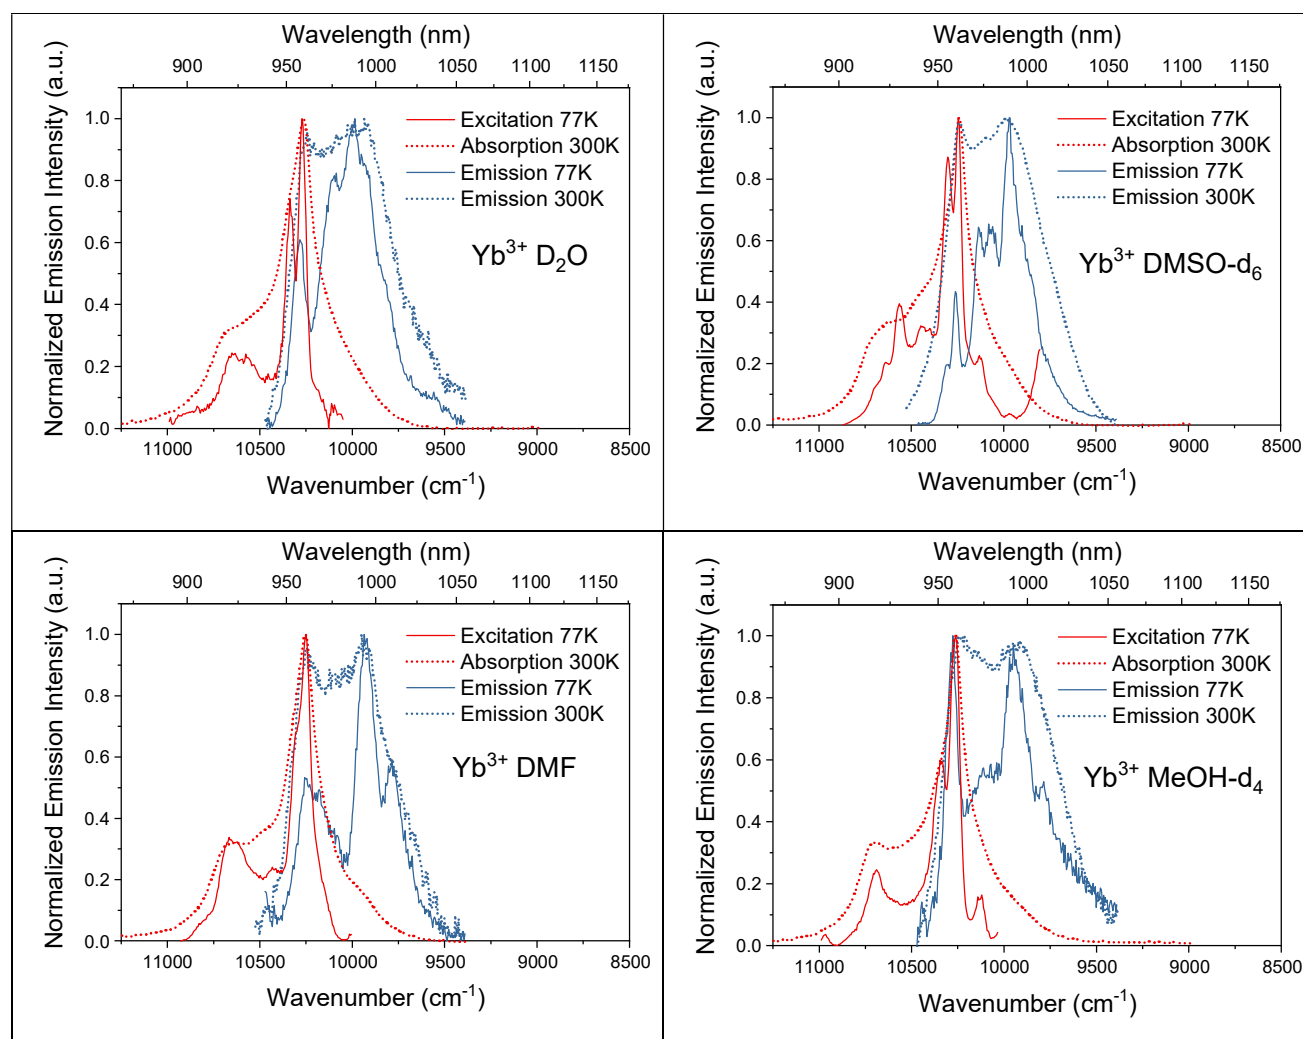 Wavelength (nm)
900 950 1000 1050 1100 1150
Normalized Emission Intensity (a.u.)
1.0
0.8
0.6
0.4
0.2
0.0
Excitation 77K
Absorption 300K
Emission 77K
Emission 300K
Yb³⁺ D₂O
11000 10500 10000 9500 9000 8500
Wavenumber (cm⁻¹)
Wavelength (nm)
900 950 1000 1050 1100 1150
Normalized Emission Intensity (a.u.)
1.0
0.8
0.6
0.4
0.2
0.0
Excitation 77K
Absorption 300K
Emission 77K
Emission 300K
Yb³⁺ DMSO-d₆
11000 10500 10000 9500 9000 8500
Wavenumber (cm⁻¹)
Wavelength (nm)
900 950 1000 1050 1100 1150
Normalized Emission Intensity (a.u.)
1.0
0.8
0.6
0.4
0.2
0.0
Excitation 77K
Absorption 300K
Emission 77K
Emission 300K
Yb³⁺ DMF
11000 10500 10000 9500 9000 8500
Wavenumber (cm⁻¹)
Wavelength (nm)
900 950 1000 1050 1100 1150
Normalized Emission Intensity (a.u.)
1.0
0.8
0.6
0.4
0.2
0.0
Excitation 77K
Absorption 300K
Emission 77K
Emission 300K
Yb³⁺ MeOH-d₄
11000 10500 10000 9500 9000 8500
Wavenumber (cm⁻¹)